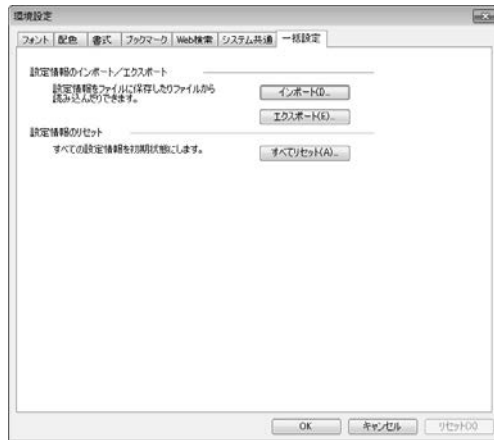 環境設定
フォント 配色 書式 ブックマーク Web検索 システム共通 一括設定
設定情報のインポート／エクスポート
設定情報をファイルに保存したりファイルから
読み込んだりできます。
インポート(I)...
エクスポート(E)...
設定情報のリセット
すべての設定情報を初期状態にします。
すべてリセット(A)...
OK キャンセル リセット(X)